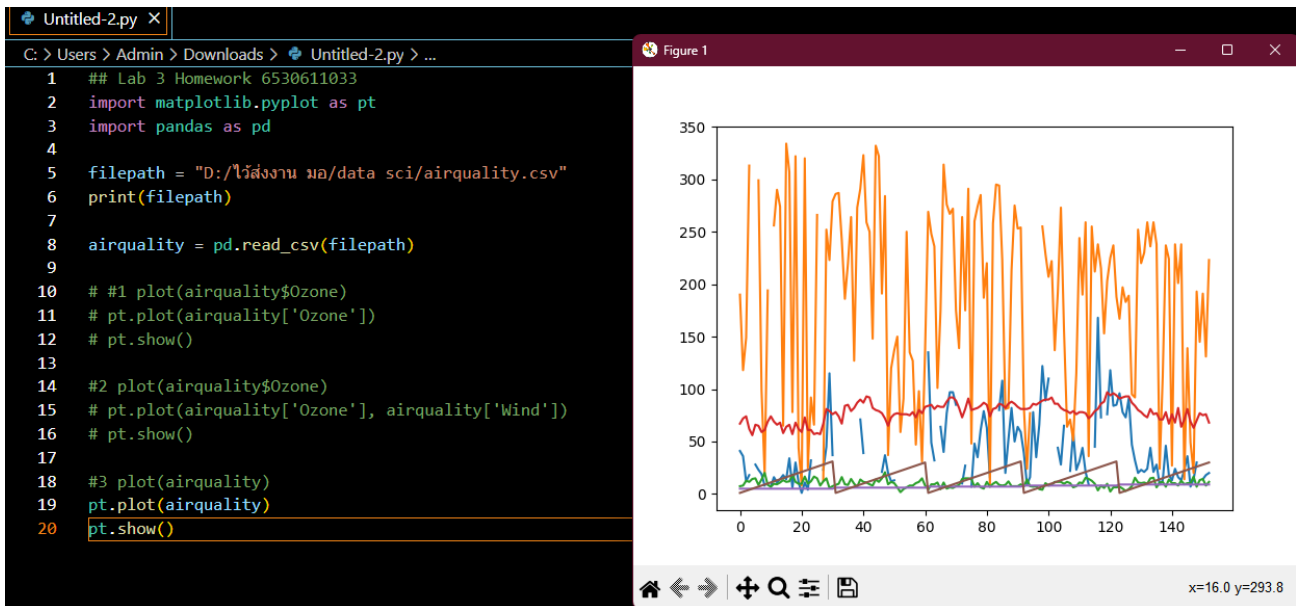 Untitled-2.py
C: > Users > Admin > Downloads > Untitled-2.py > ...
1 ## Lab 3 Homework 6530611033
2 import matplotlib.pyplot as pt
3 import pandas as pd
4
5 filepath = "D:/ไว้ส่งงาน มอ/data sci/airquality.csv"
6 print(filepath)
7
8 airquality = pd.read_csv(filepath)
9
10 # #1 plot(airquality$Ozone)
11 # pt.plot(airquality['Ozone'])
12 # pt.show()
13
14 #2 plot(airquality$Ozone)
15 # pt.plot(airquality['Ozone'], airquality['Wind'])
16 # pt.show()
17
18 #3 plot(airquality)
19 pt.plot(airquality)
20 pt.show()
Figure 1
350
300
250
200
150
100
50
0
0 20 40 60 80 100 120 140
x=16.0 y=293.8